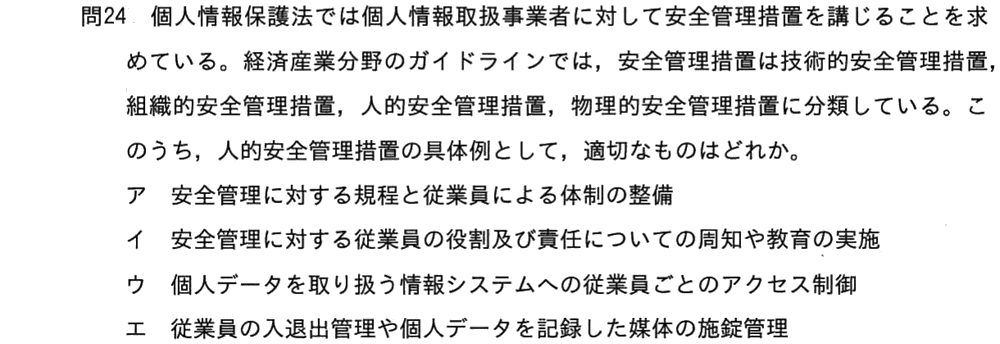 問24 個人情報保護法では個人情報取扱事業者に対して安全管理措置を講じることを求
めている。経済産業分野のガイドラインでは，安全管理措置は技術的安全管理措置，
組織的安全管理措置，人的安全管理措置，物理的安全管理措置に分類している。こ
のうち，人的安全管理措置の具体例として，適切なものはどれか。
ア 安全管理に対する規程と従業員による体制の整備
イ 安全管理に対する従業員の役割及び責任についての周知や教育の実施
ウ 個人データを取り扱う情報システムへの従業員ごとのアクセス制御
エ 従業員の入退出管理や個人データを記録した媒体の施錠管理